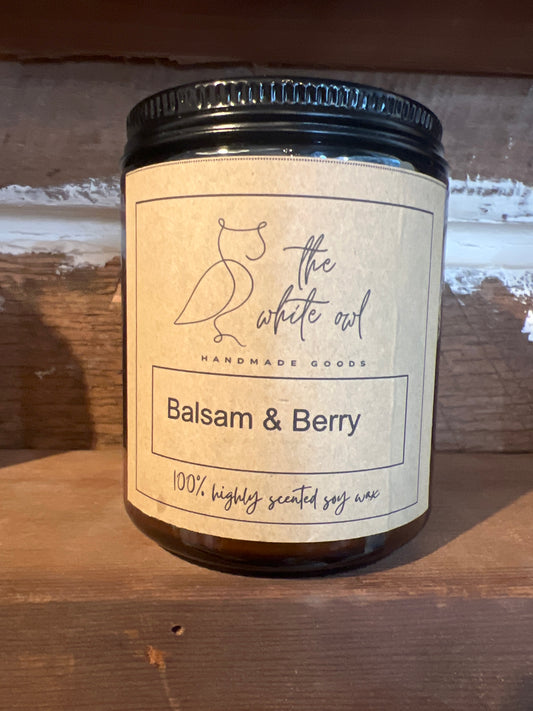 the
white owl
HANDMADE GOODS
Balsam & Berry
100% highly scented soy wax